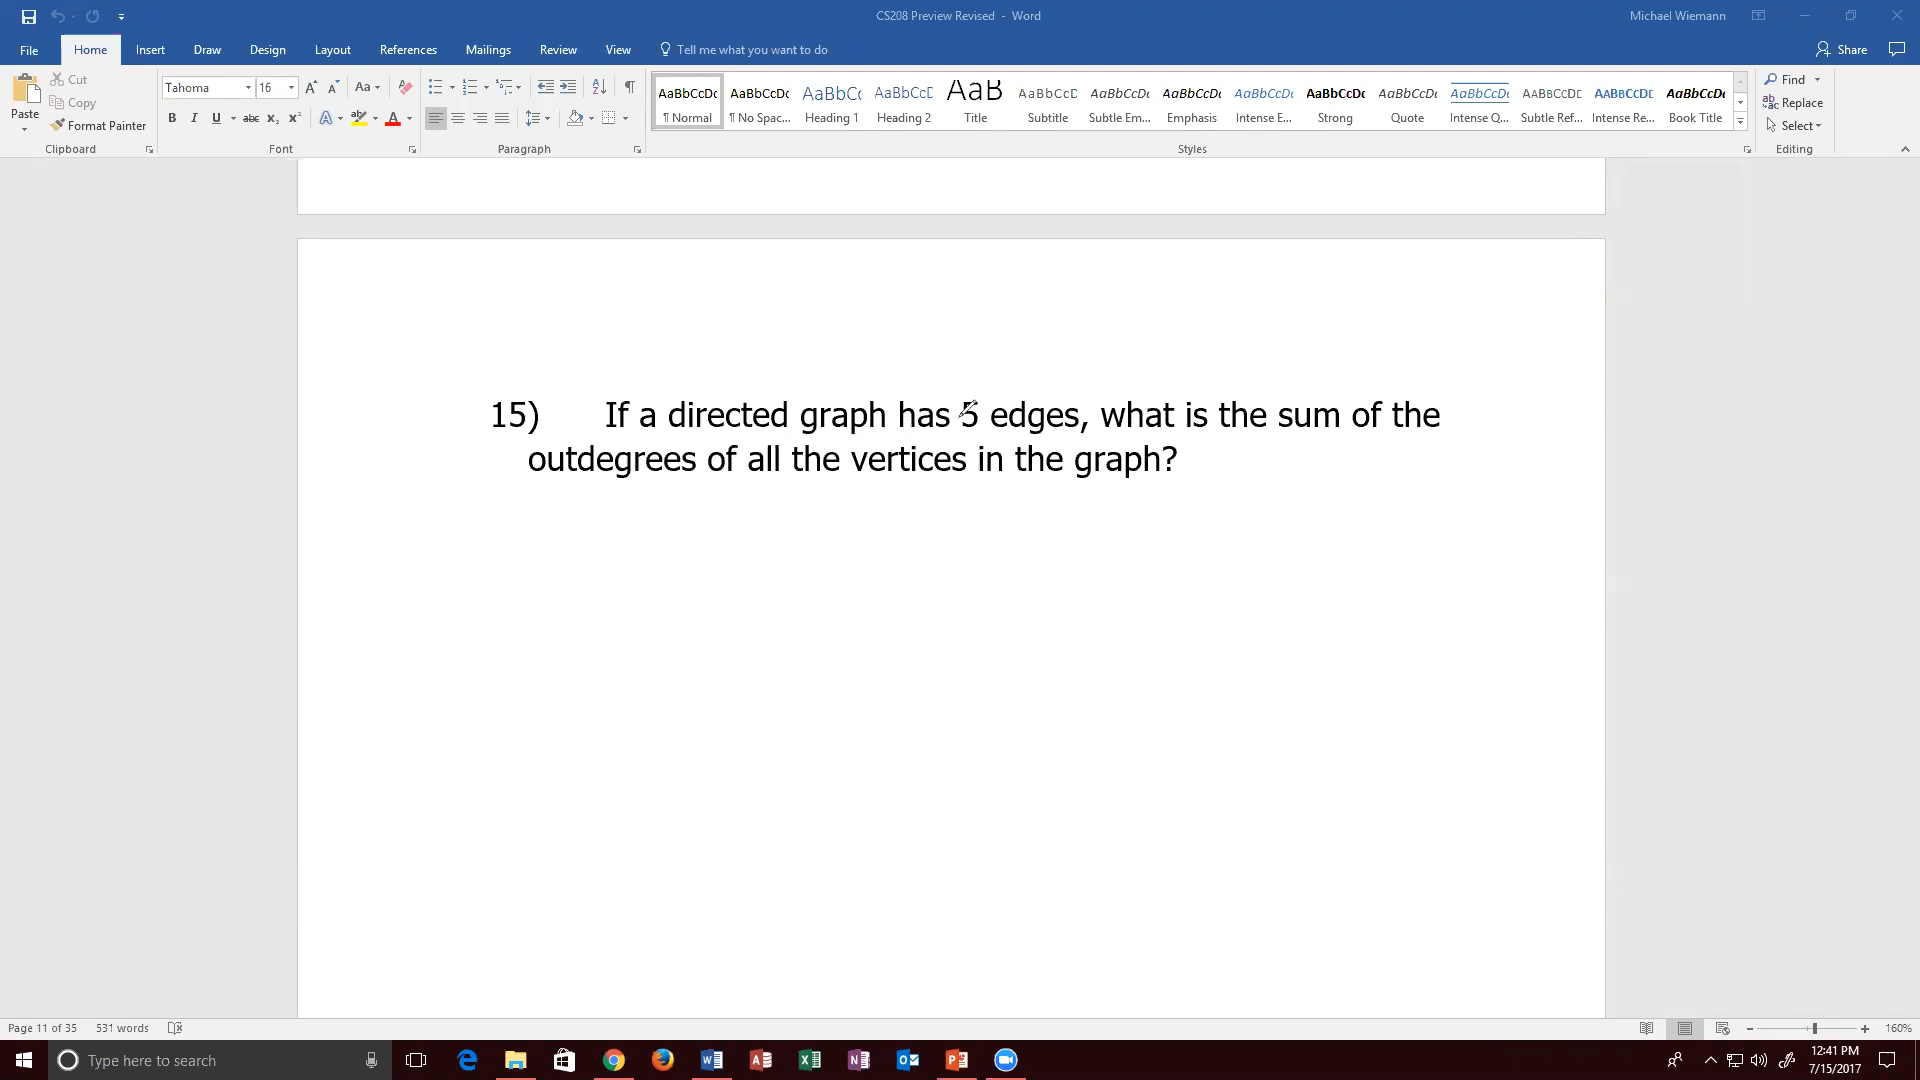 CS208 Preview Revised - Word
Michael Wiemann
File Home Insert Draw Design Layout References Mailings Review View Tell me what you want to do
Share
Cut
Copy
Format Painter
Paste
Clipboard
Tahoma 16
Aa
B I U abc x₂ x²
A A
Font
Paragraph
AaBbCcDc AaBbCcDc AaBbC( AaBbCcE AaB AaBbCcD AaBbCcDc AaBbCcDc AaBbCcDc AaBbCcDc AaBbCcDc AaBbCcDc AABBCCDE AABBCCDE AaBbCcDc
¶ Normal ¶ No Spac... Heading 1 Heading 2 Title Subtitle Subtle Em... Emphasis Intense E... Strong Quote Intense Q... Subtle Ref... Intense Re... Book Title
Styles
Find
Replace
Select
Editing
15) If a directed graph has 5 edges, what is the sum of the
outdegrees of all the vertices in the graph?
Page 11 of 35 531 words
160%
Type here to search
12:41 PM
7/15/2017